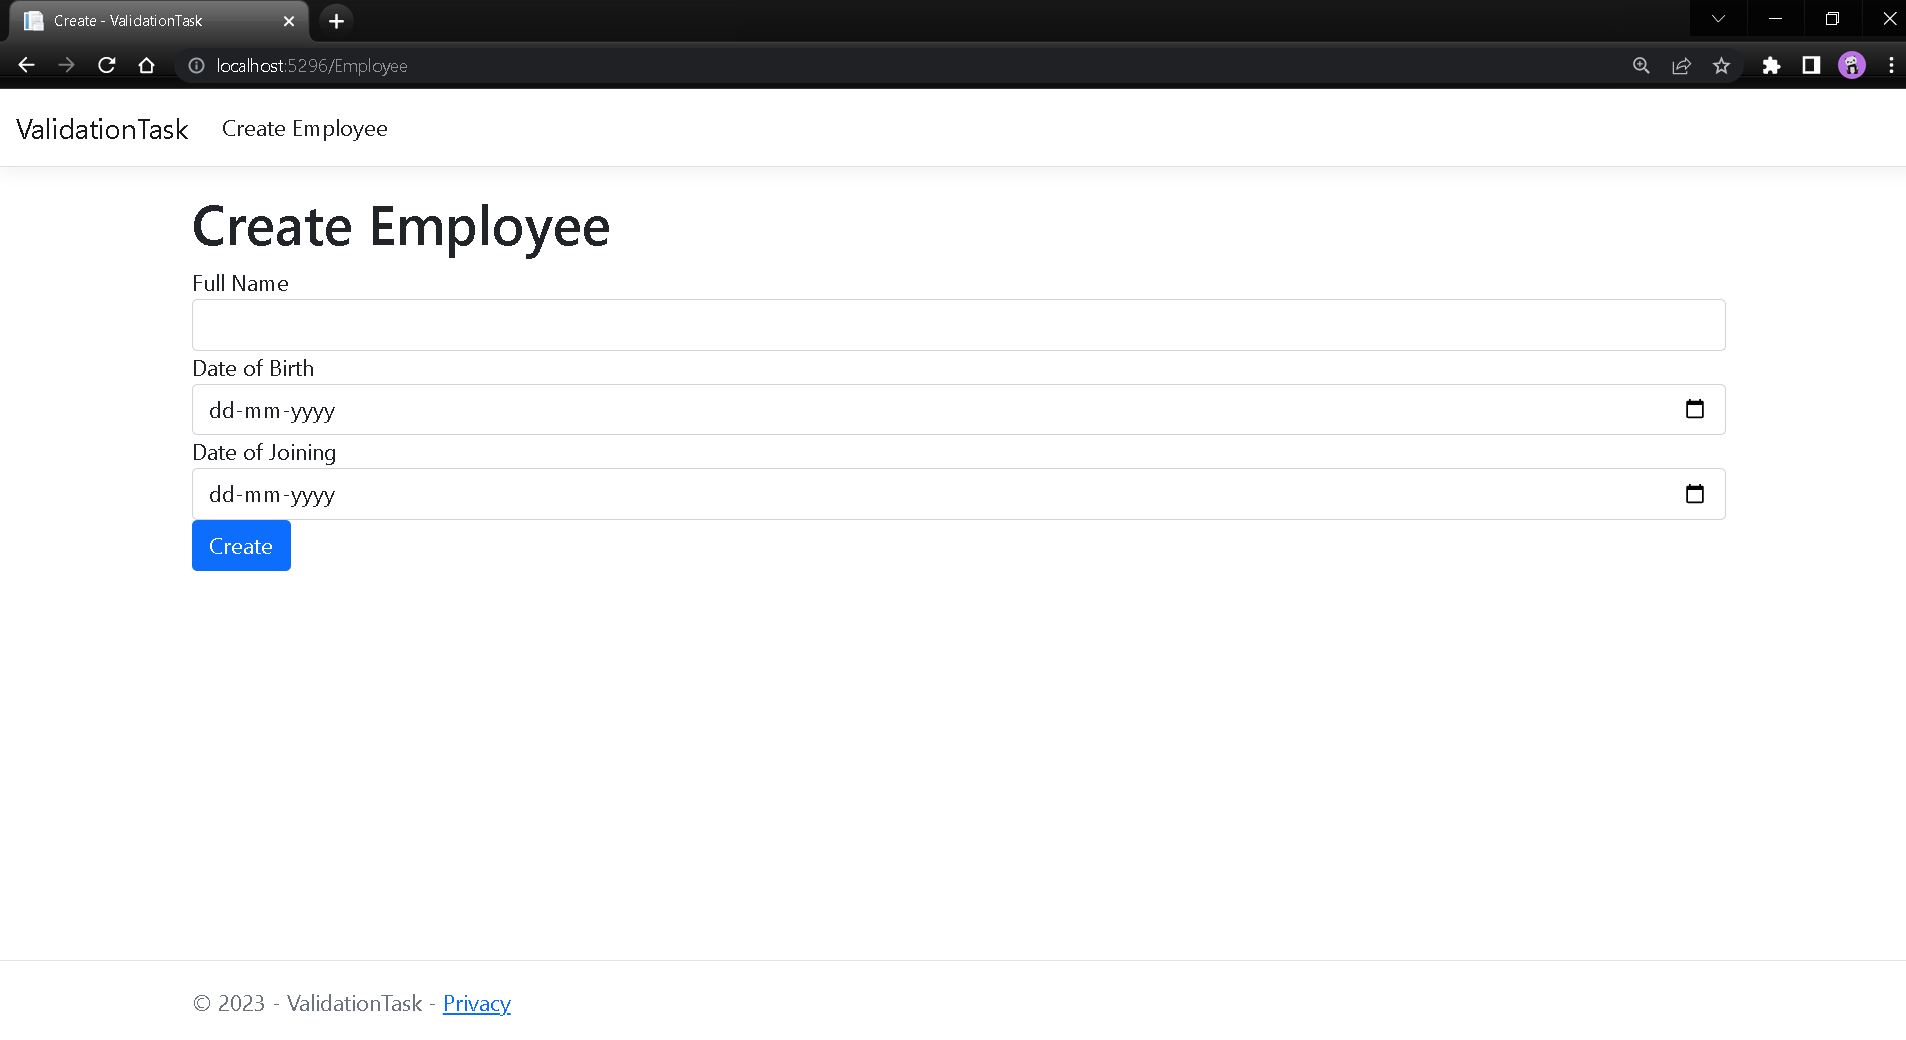 Create - ValidationTask
localhost:5296/Employee
ValidationTask Create Employee
Create Employee
Full Name
Date of Birth
dd-mm-yyyy
Date of Joining
dd-mm-yyyy
Create
© 2023 - ValidationTask - Privacy